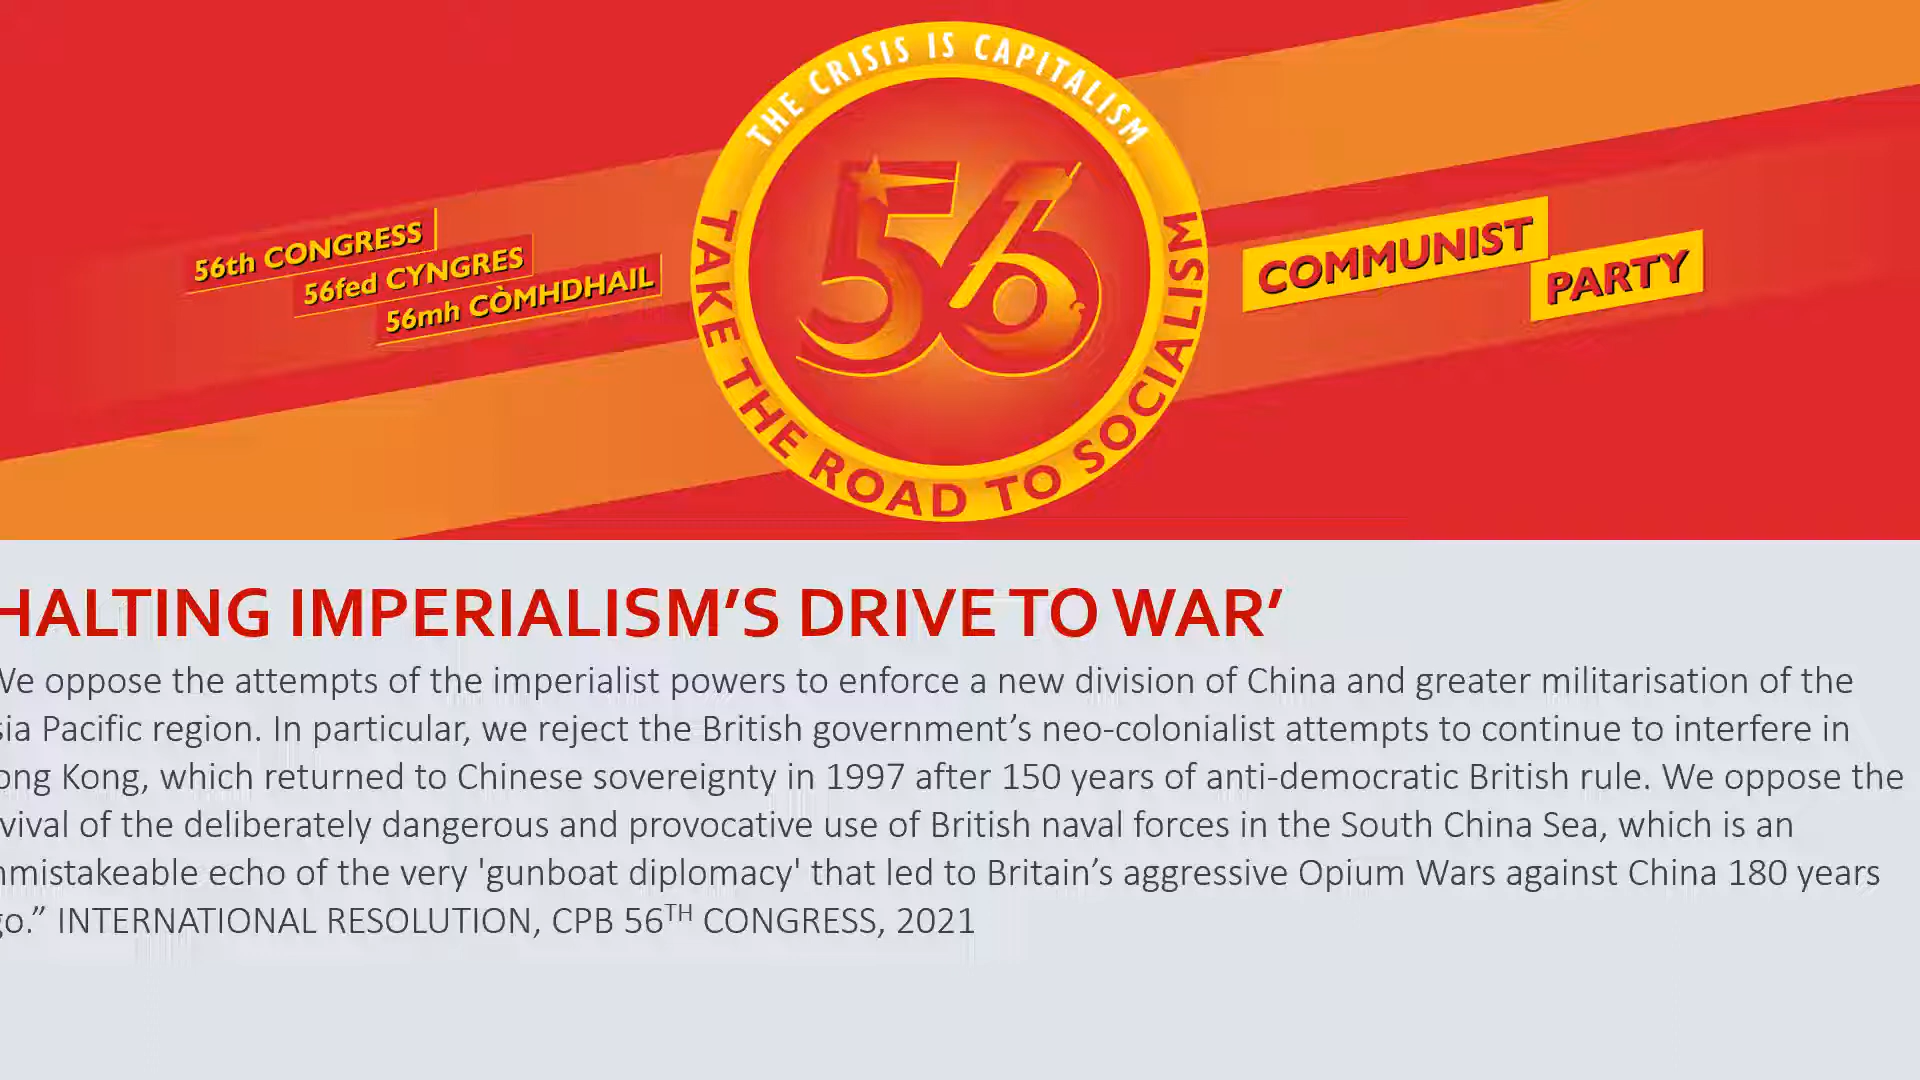 THE CRISIS IS CAPITALISM
56
TAKE THE ROAD TO SOCIALISM
56th CONGRESS
56fed CYNGRES
56mh CÒMHDHAIL
COMMUNIST
PARTY
HALTING IMPERIALISM’S DRIVE TO WAR’
We oppose the attempts of the imperialist powers to enforce a new division of China and greater militarisation of the
sia Pacific region. In particular, we reject the British government’s neo-colonialist attempts to continue to interfere in
ong Kong, which returned to Chinese sovereignty in 1997 after 150 years of anti-democratic British rule. We oppose the
vival of the deliberately dangerous and provocative use of British naval forces in the South China Sea, which is an
nmistakeable echo of the very 'gunboat diplomacy' that led to Britain’s aggressive Opium Wars against China 180 years
go.” INTERNATIONAL RESOLUTION, CPB 56TH CONGRESS, 2021